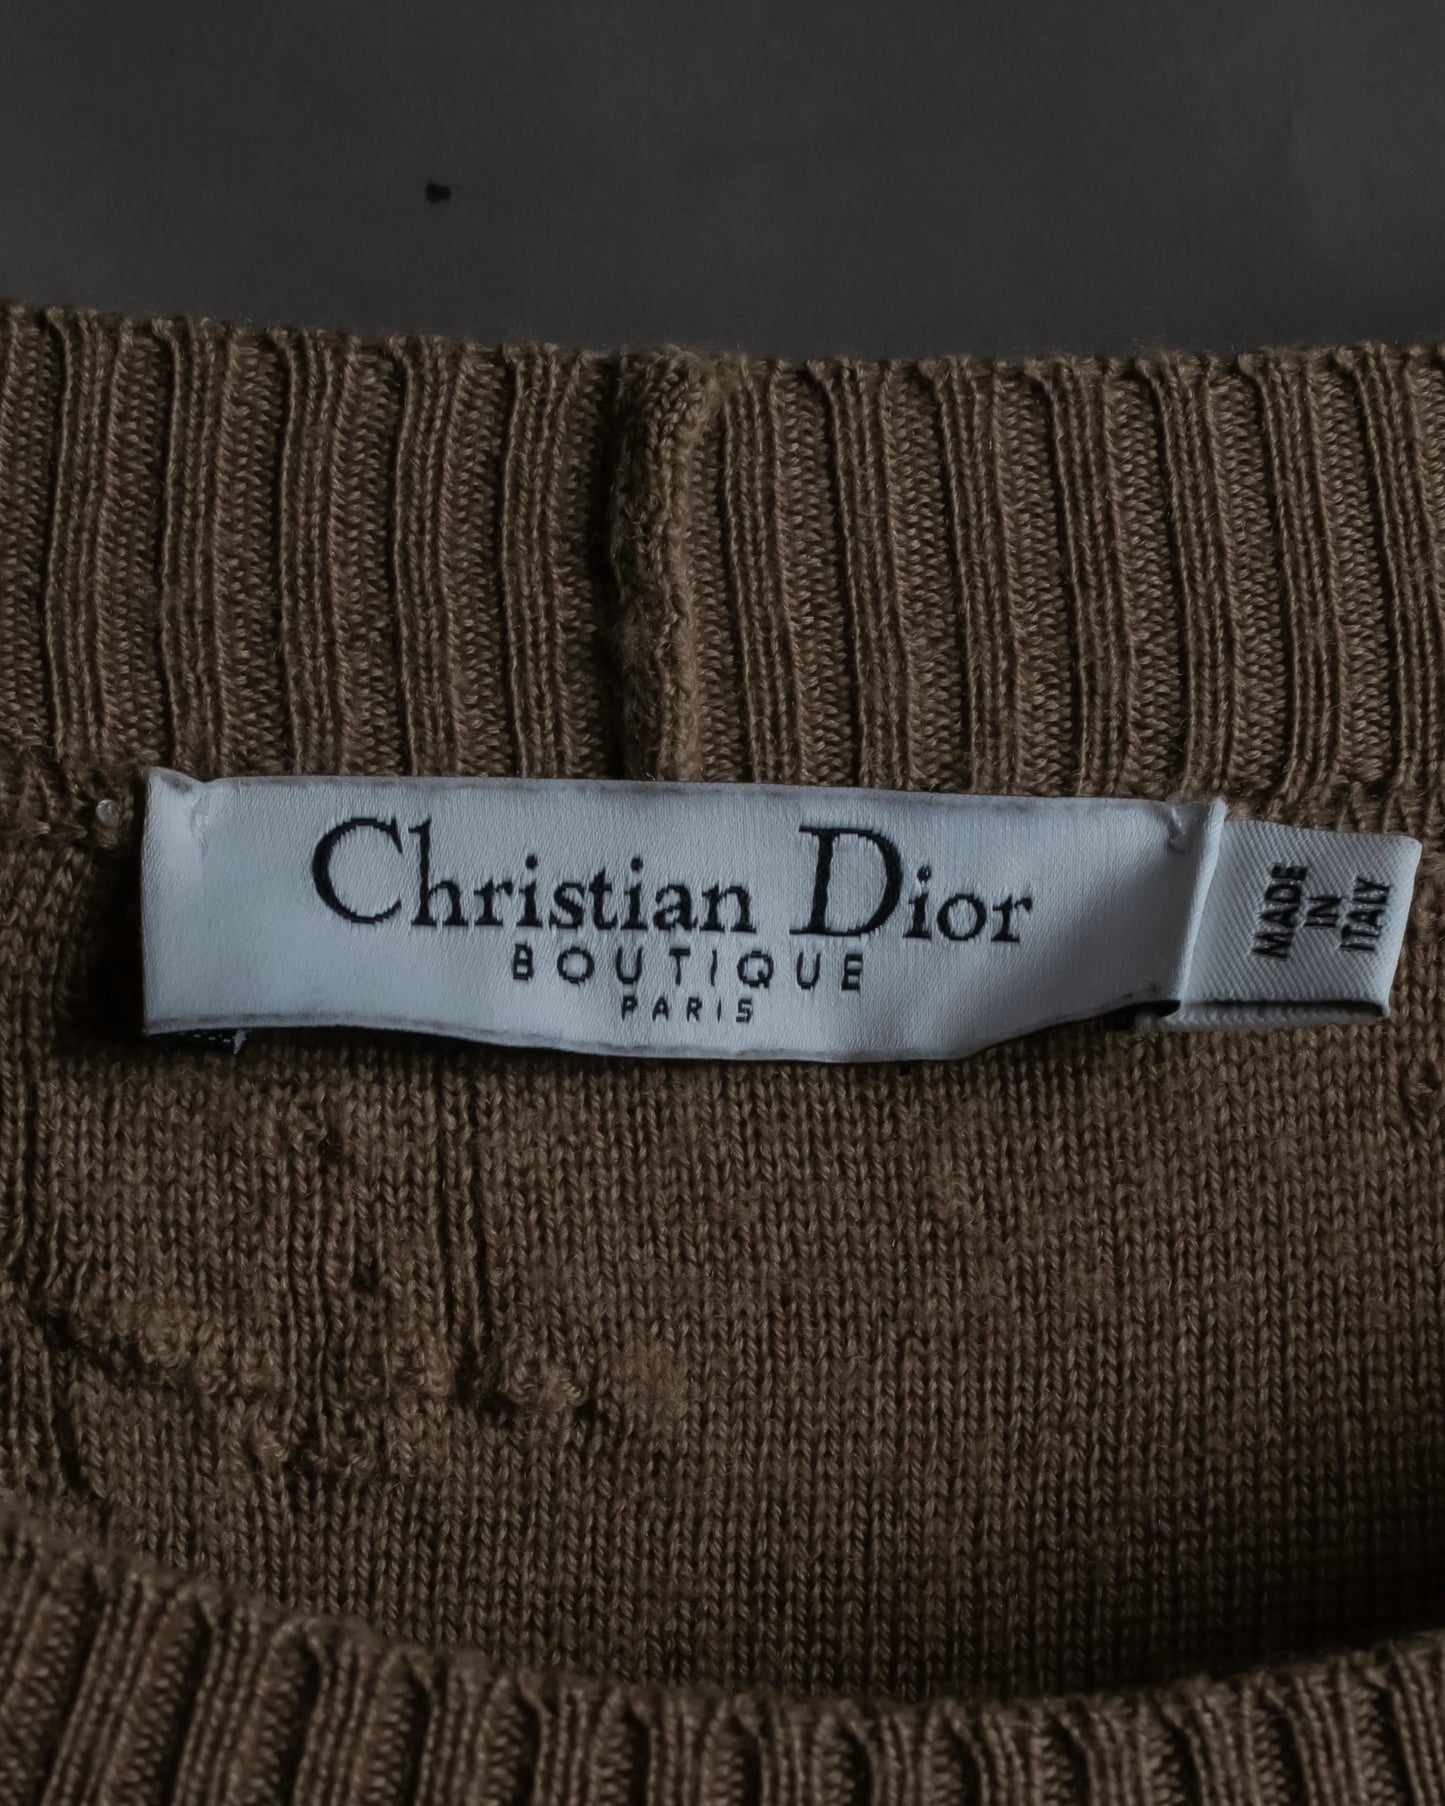 Christian Dior
BOUTIQUE
PARIS
MADE
IN
ITALY